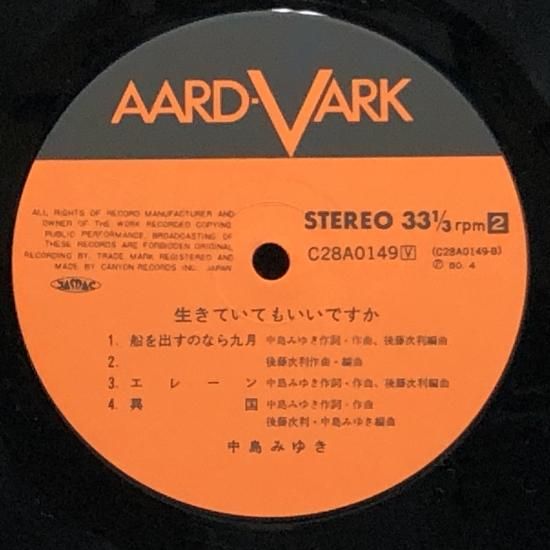 AARD-VARK
ALL RIGHTS OF RECORD MANUFACTURER AND
OWNER OF THE WORK RECORDED COPYING
PUBLIC PERFORMANCE, BROADCASTING OF
THESE RECORDS ARE FORBIDDEN ORIGINAL
RECORDING BY. TRADE MARK REGISTERED AND
MADE BY CANYON RECORDS INC. JAPAN
JASRAC
STEREO 33⅓ rpm 2
C28A0149 V (C28A0149-B)
Ⓟ 80. 4
生きていてもいいですか
1. 船を出すのなら九月 中島みゆき作詞・作曲、後藤次利編曲
2. 後藤次利作曲・編曲
3. エレーン 中島みゆき作詞・作曲、後藤次利編曲
4. 異国 中島みゆき作詞・作曲
後藤次利・中島みゆき編曲
中島みゆき